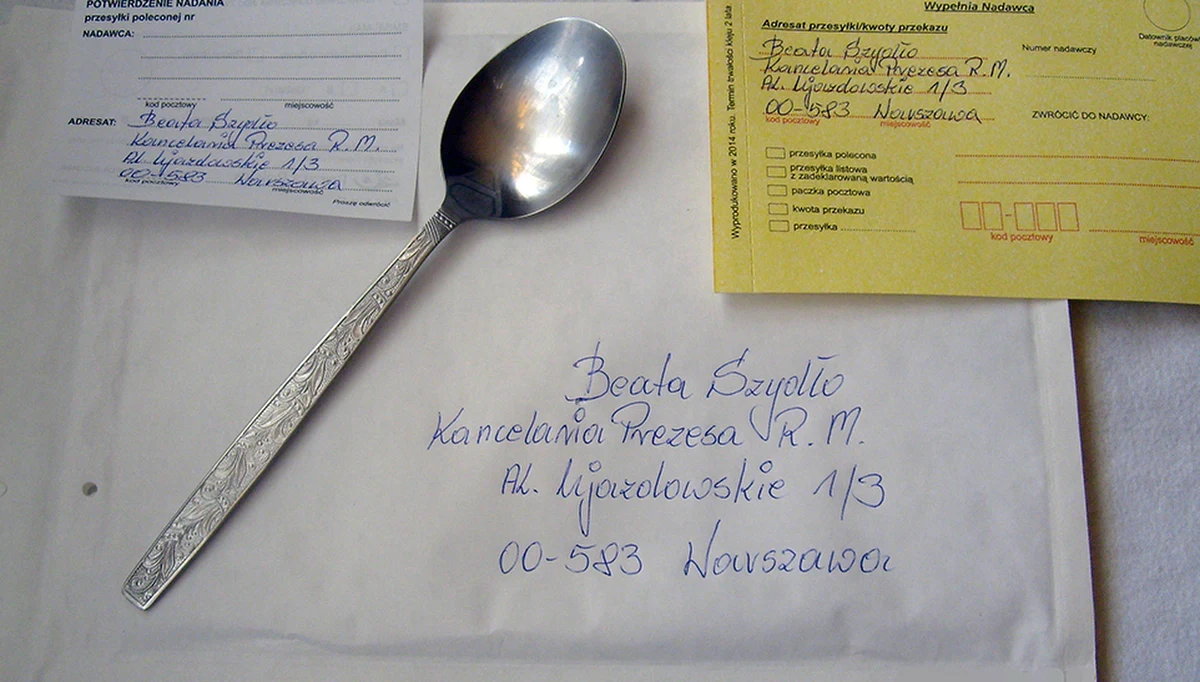 POTWIERDZENIE NADANIA
przesyłki poleconej nr
NADAWCA:
kod pocztowy miejscowość
ADRESAT: Beata Szydło
Kancelaria Prezesa R.M.
AL. Ujazdowskie 1/3
00-583 Warszawa
kod pocztowy miejscowość
Proszę odwrócić
Wyprodukowano w 2014 roku. Termin trwałości kleju 2 lata
Wypełnia Nadawca
Adresat przesyłki/kwoty przekazu
Beata Szydło
Kancelaria Prezesa R.M.
AL. Ujazdowskie 1/3
00-583 Warszawa
kod pocztowy miejscowość
przesyłka polecona
przesyłka listowa
z zadeklarowaną wartością
paczka pocztowa
kwota przekazu
przesyłka
Numer nadawczy
Datownik placów
nadawczej
ZWRÓCIĆ DO NADAWCY:
kod pocztowy miejscowość
Beata Szydło
Kancelaria Prezesa R.M.
AL. Ujazdowskie 1/3
00-583 Warszawa